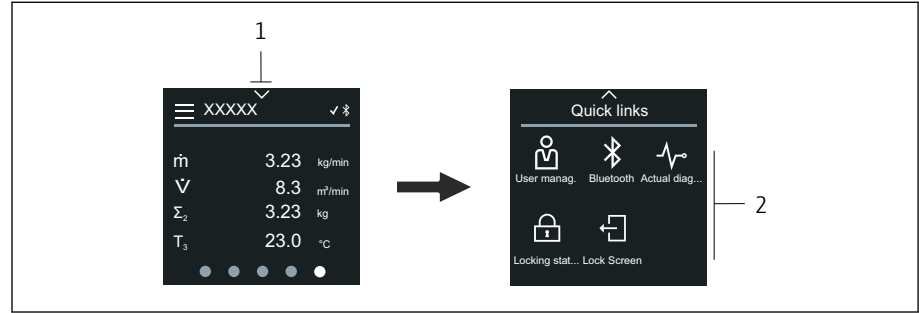 1
XXXXX
ṁ 3.23 kg/min
V̇ 8.3 m³/min
Σ₂ 3.23 kg
T₃ 23.0 °C
Quick links
User manag. Bluetooth Actual diag...
Locking stat... Lock Screen
2